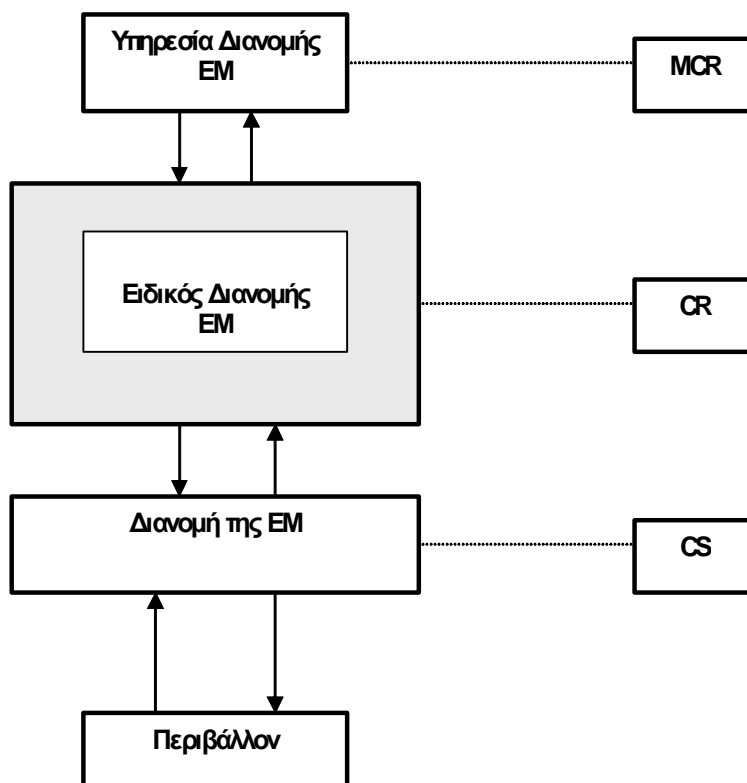 Υπηρεσία Διανομής
ΕΜ
MCR
Ειδικός Διανομής
ΕΜ
CR
Διανομή της ΕΜ
CS
Περιβάλλον